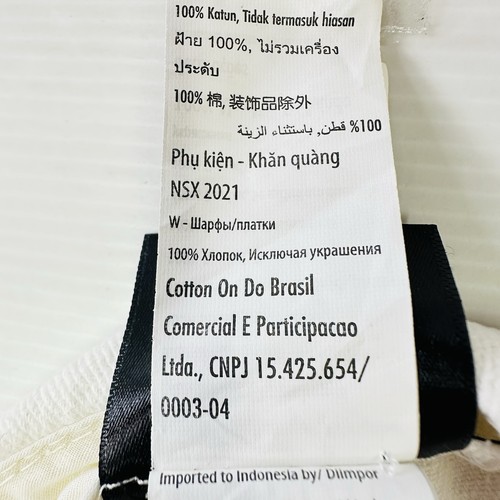 100% Katun, Tidak termasuk hiasan
ฝ้าย 100%, ไม่รวมเครื่อง
ประดับ
100% 棉, 装饰品除外
100% قطن, باستثناء الزينة
Phụ kiện - Khăn quàng
NSX 2021
W - Шарфы/платки
100% Хлопок, Исключая украшения
Cotton On Do Brasil
Comercial E Participacao
Ltda., CNPJ 15.425.654/
0003-04
Imported to Indonesia by/ Diimpor